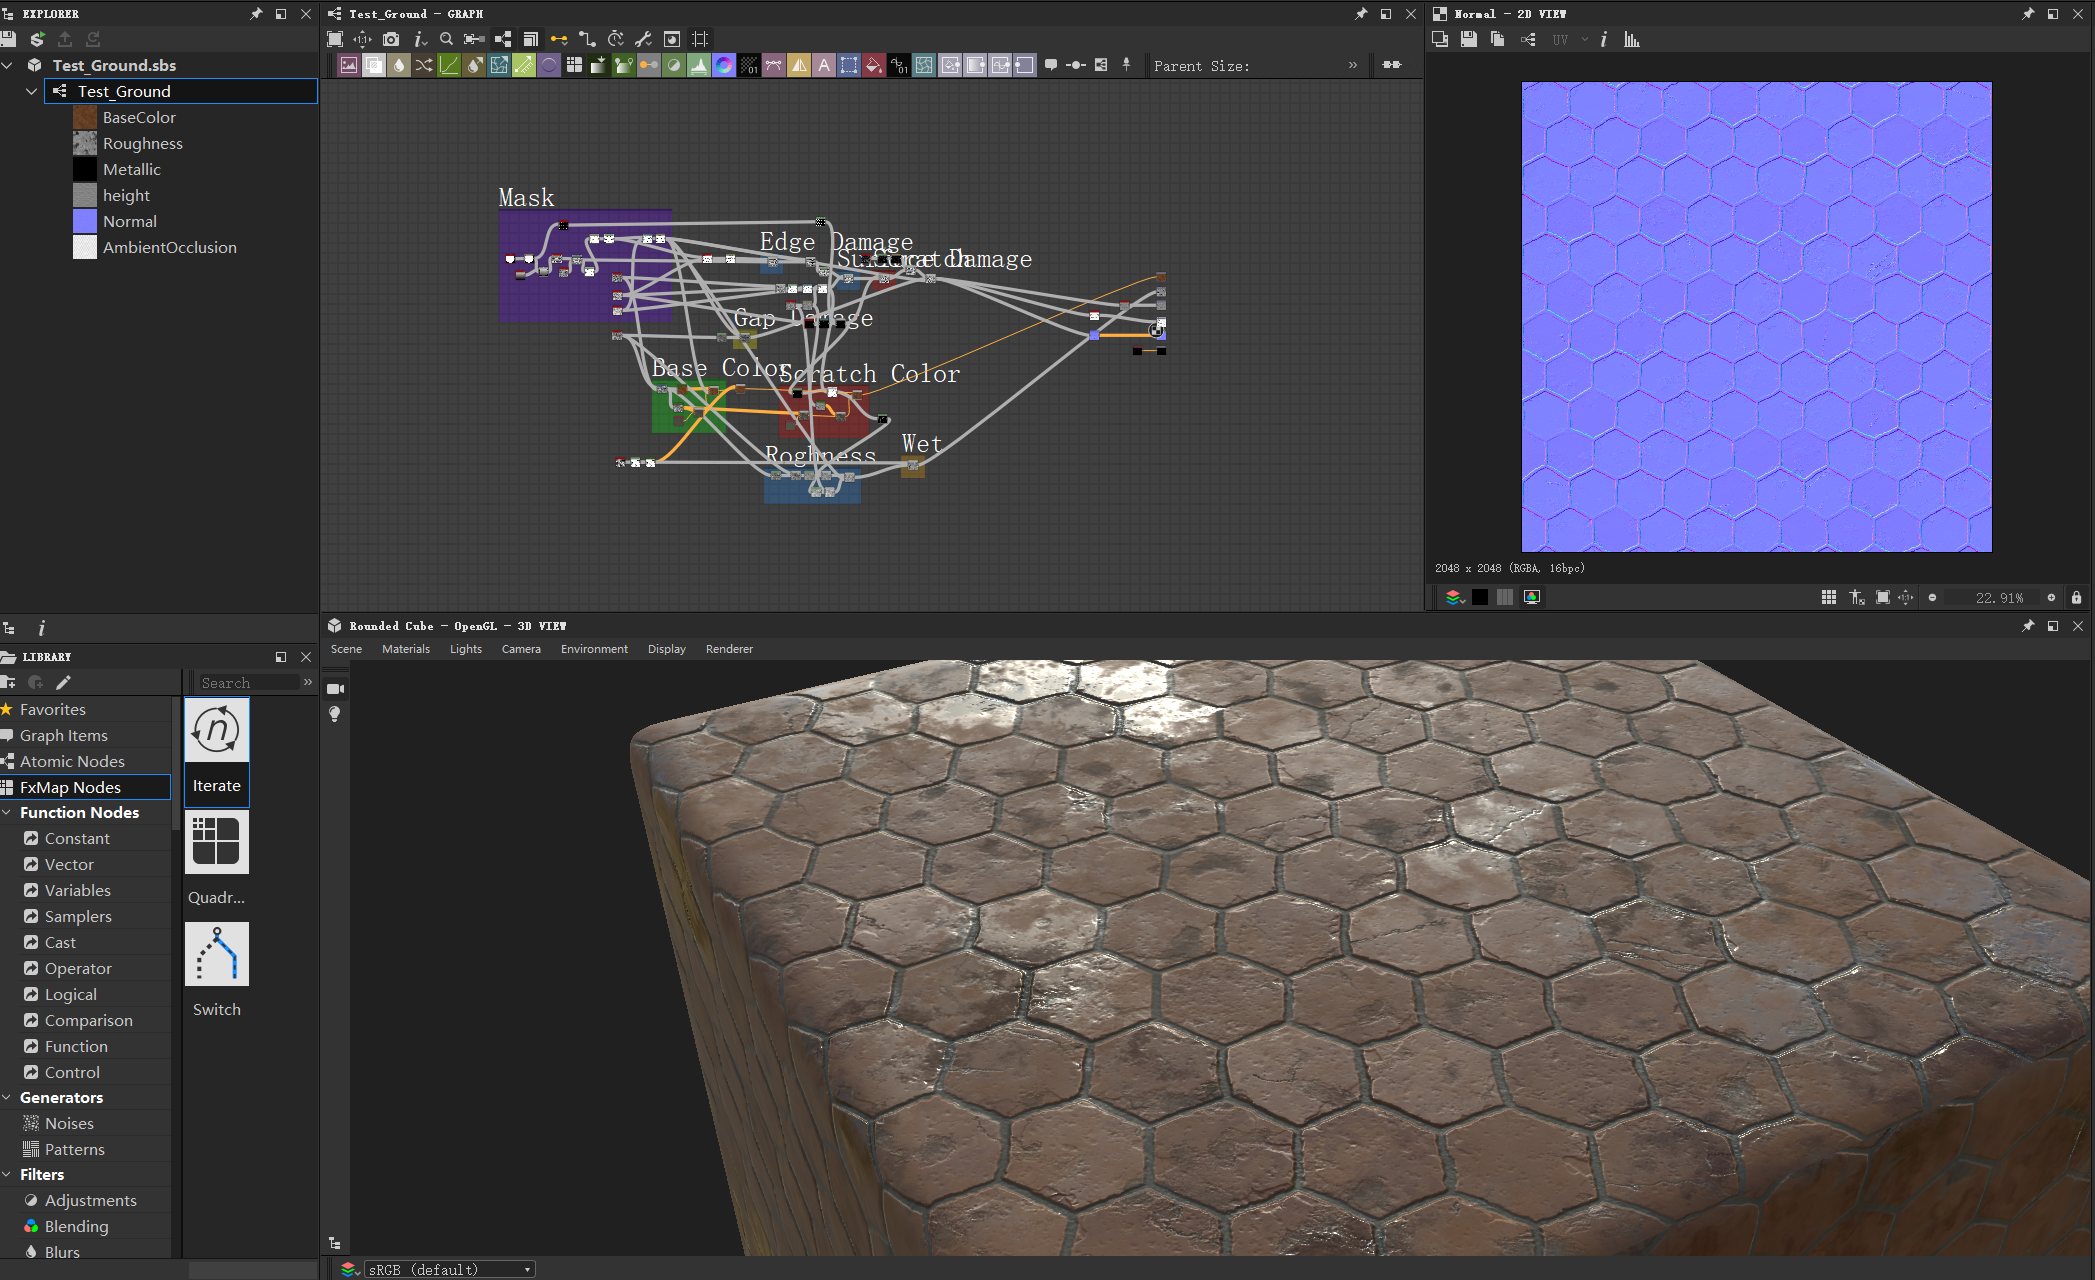 EXPLORER
Test_Ground.sbs
Test_Ground
BaseColor
Roughness
Metallic
height
Normal
AmbientOcclusion
Test_Ground - GRAPH
Parent Size:
Mask
Edge Damage
Damage
Gap Damage
Base Color
Scratch Color
Roghness
Wet
Normal - 2D VIEW
UV
2048 x 2048 (RGBA, 16bpc)
22.91%
LIBRARY
Search
Favorites
Graph Items
Atomic Nodes
FxMap Nodes
Function Nodes
Constant
Vector
Variables
Samplers
Cast
Operator
Logical
Comparison
Function
Control
Generators
Noises
Patterns
Filters
Adjustments
Blending
Blurs
n
Iterate
Quadr...
Switch
Rounded Cube - OpenGL - 3D VIEW
Scene Materials Lights Camera Environment Display Renderer
sRGB (default)